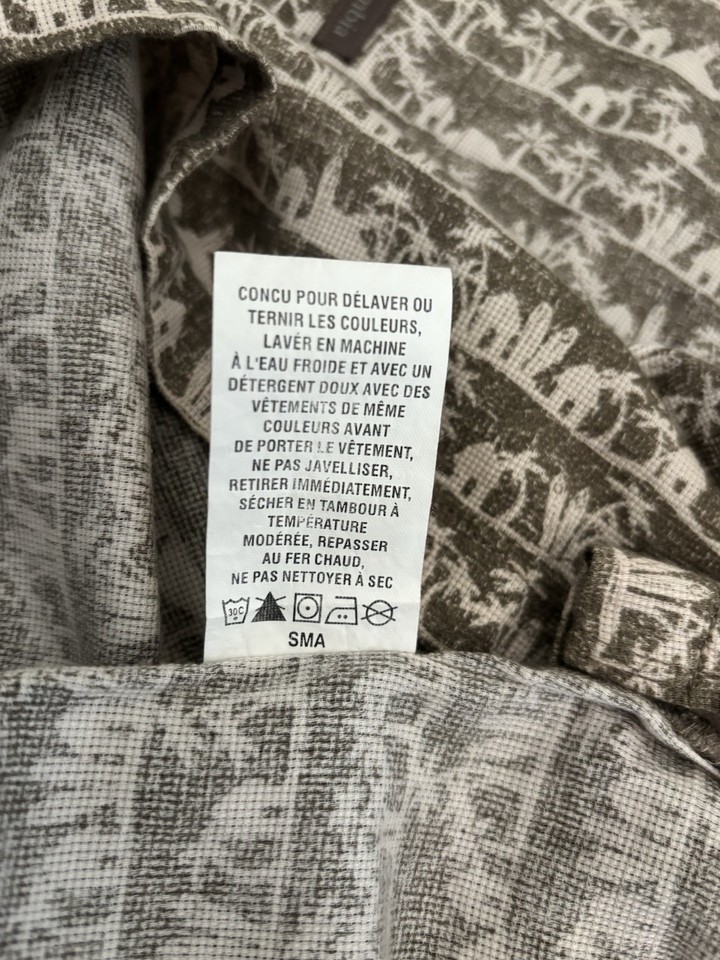 CONCU POUR DÉLAVER OU
TERNIR LES COULEURS,
LAVÉR EN MACHINE
À L'EAU FROIDE ET AVEC UN
DÉTERGENT DOUX AVEC DES
VÊTEMENTS DE MÊME
COULEURS AVANT
DE PORTER LE VÊTEMENT,
NE PAS JAVELLISER,
RETIRER IMMÉDIATEMENT,
SÉCHER EN TAMBOUR À
TEMPÉRATURE
MODÉRÉE, REPASSER
AU FER CHAUD,
NE PAS NETTOYER À SEC
30C
SMA